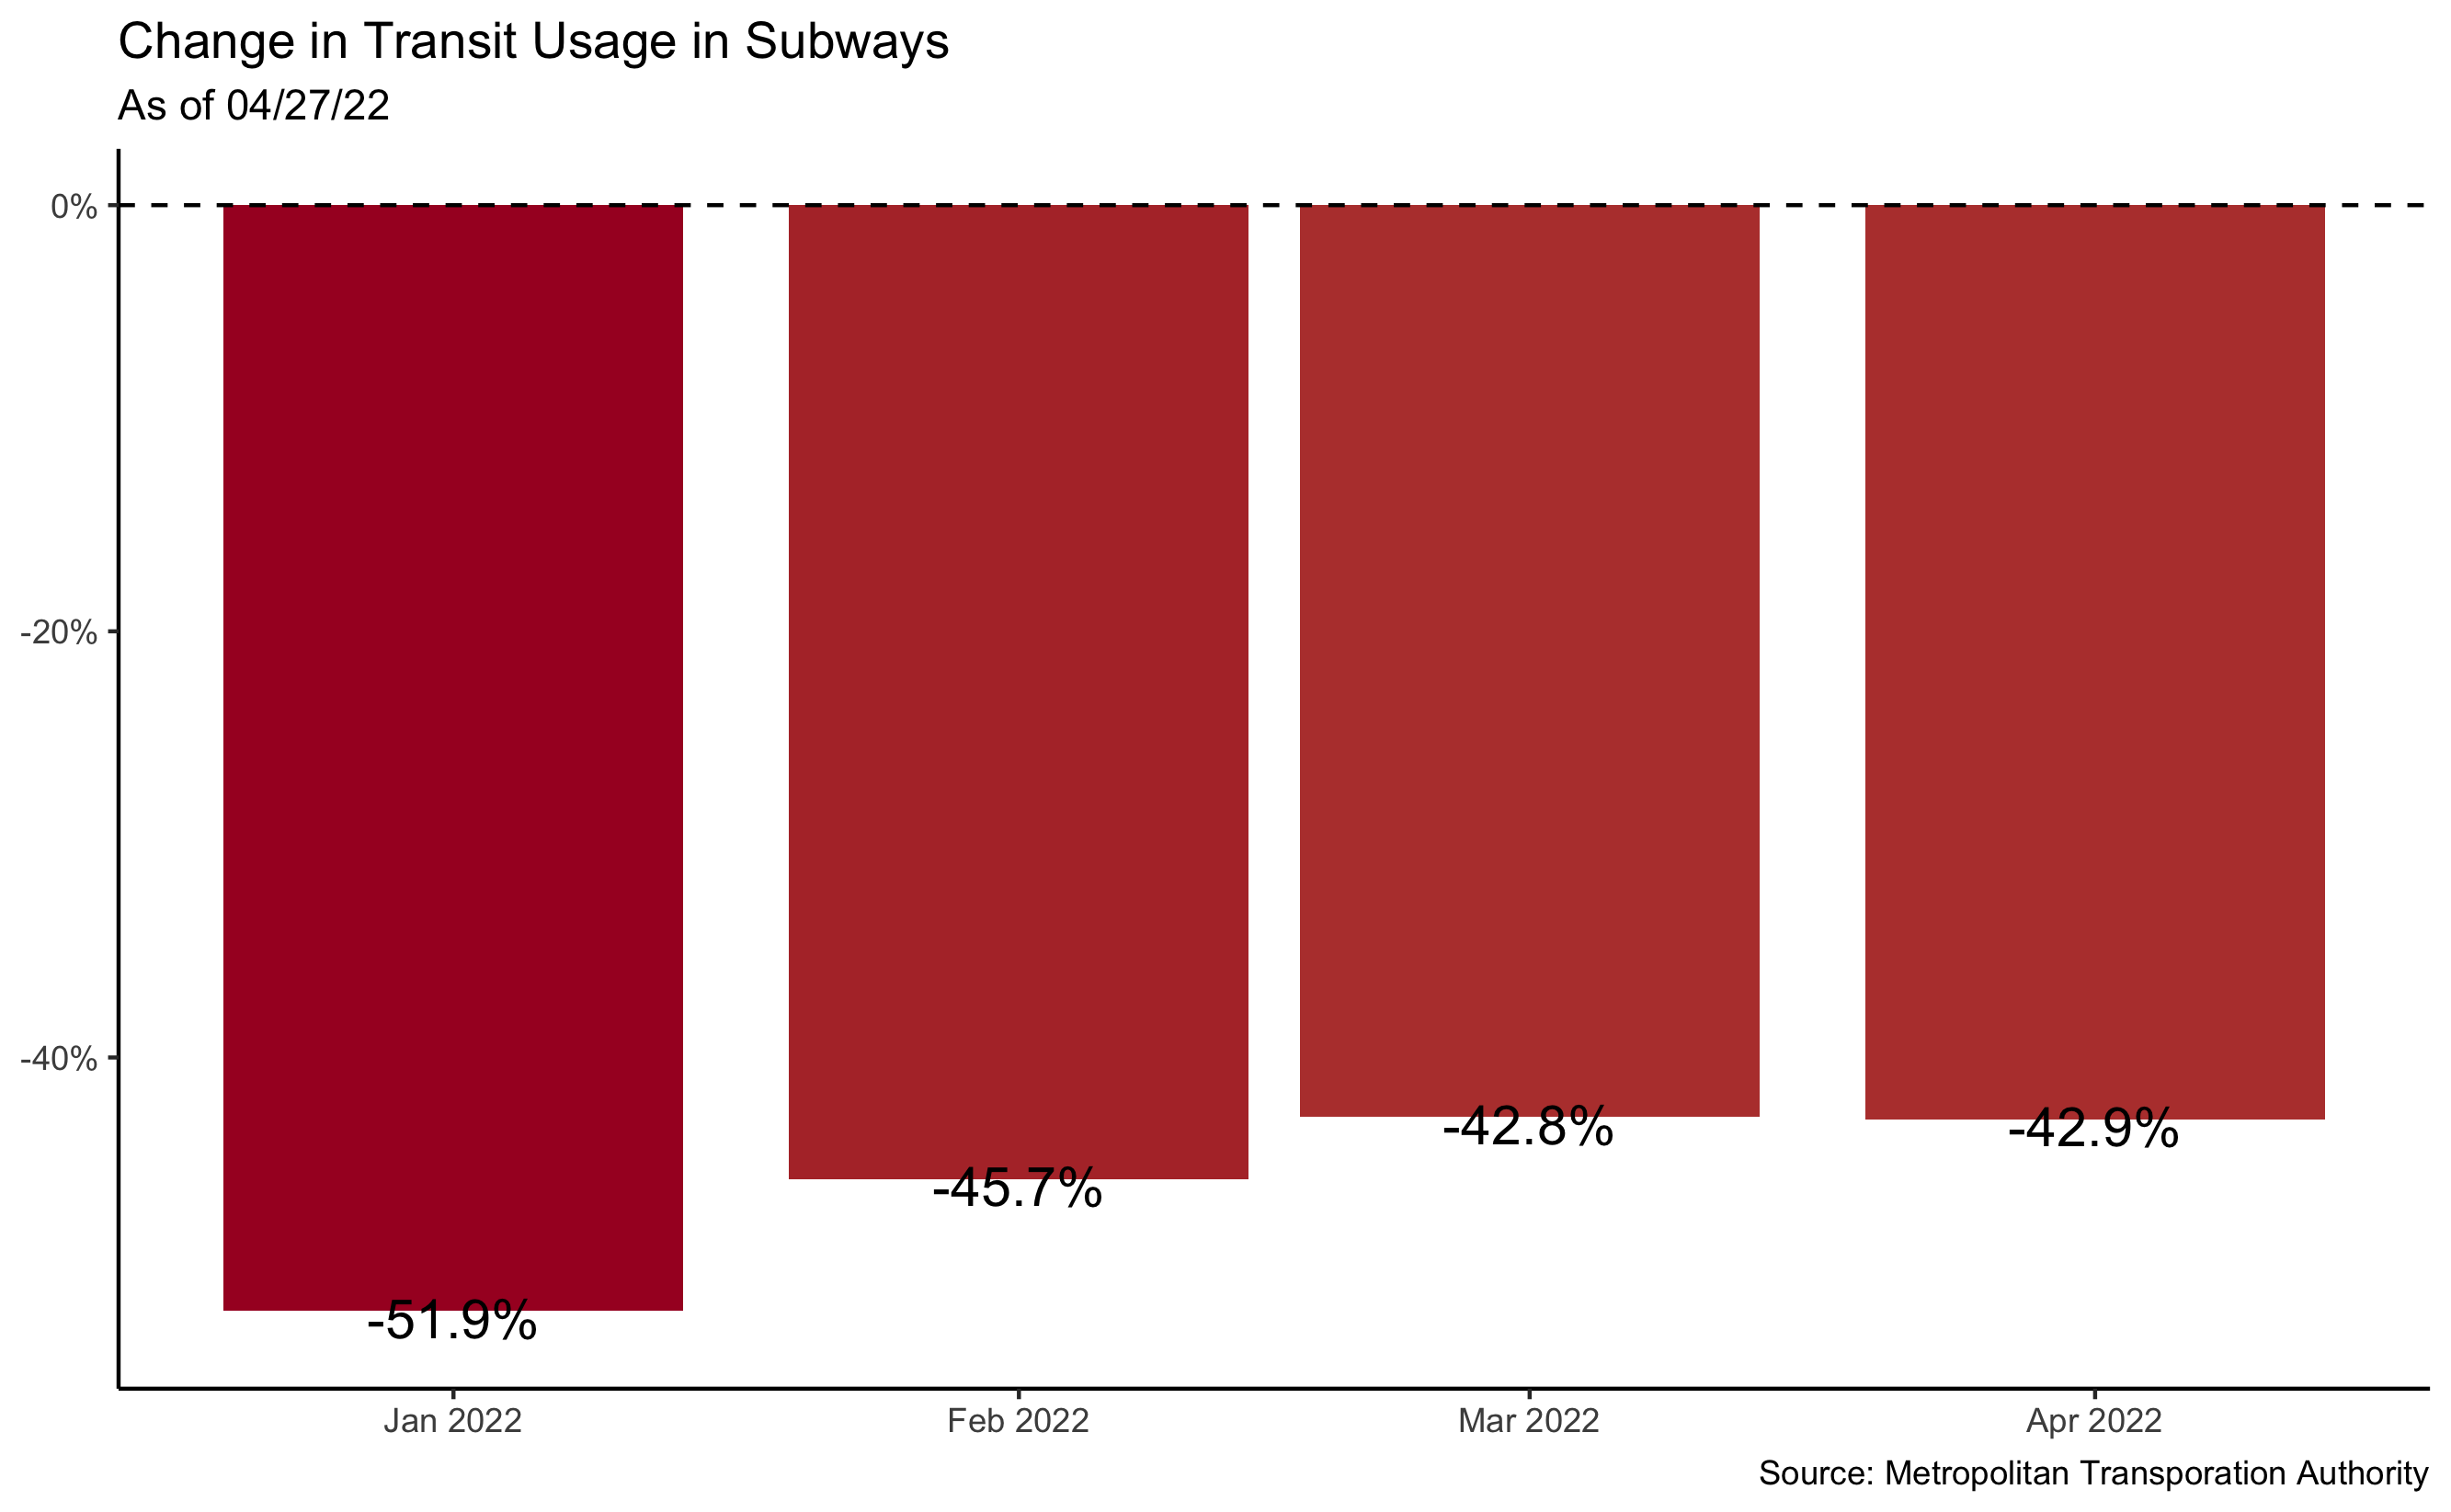 Change in Transit Usage in Subways
As of 04/27/22
0%
-20%
-40%
-51.9%
-45.7%
-42.8%
-42.9%
Jan 2022
Feb 2022
Mar 2022
Apr 2022
Source: Metropolitan Transporation Authority